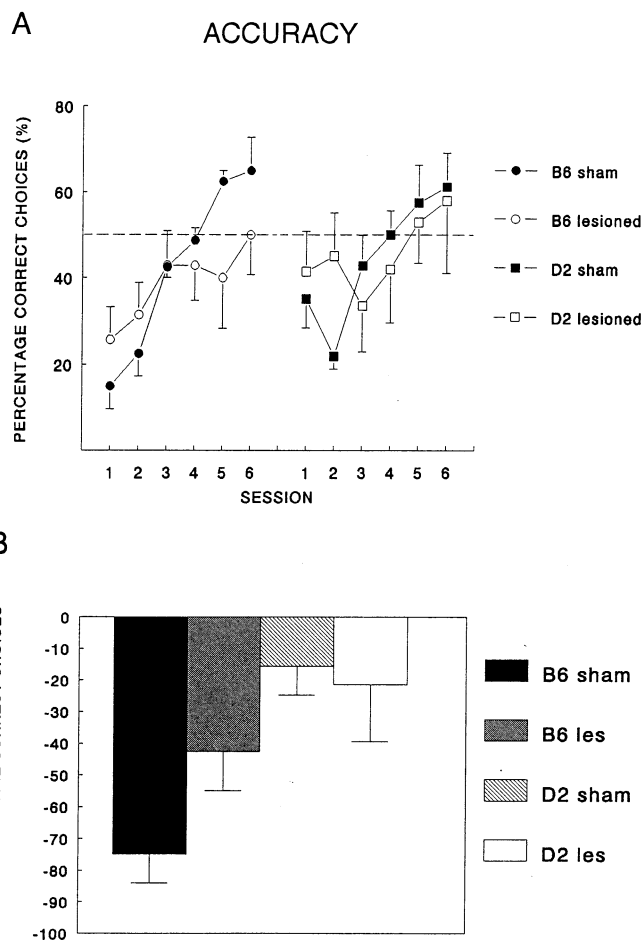 A
ACCURACY
PERCENTAGE CORRECT CHOICES (%)
80
60
40
20
1 2 3 4 5 6 1 2 3 4 5 6
SESSION
B6 sham
B6 lesioned
D2 sham
D2 lesioned
B
0
-10
-20
-30
-40
-50
-60
-70
-80
-90
-100
B6 sham
B6 les
D2 sham
D2 les